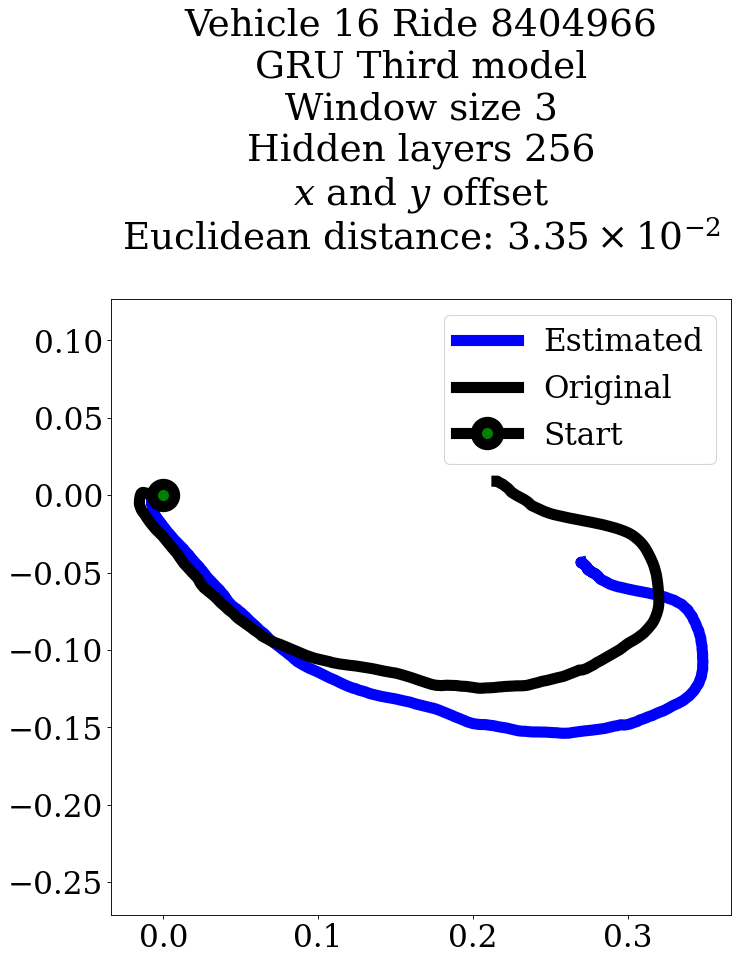 Vehicle 16 Ride 8404966
GRU Third model
Window size 3
Hidden layers 256
x and y offset
Euclidean distance: 3.35 × 10⁻²
Estimated
Original
Start
0.10
0.05
0.00
−0.05
−0.10
−0.15
−0.20
−0.25
0.0 0.1 0.2 0.3